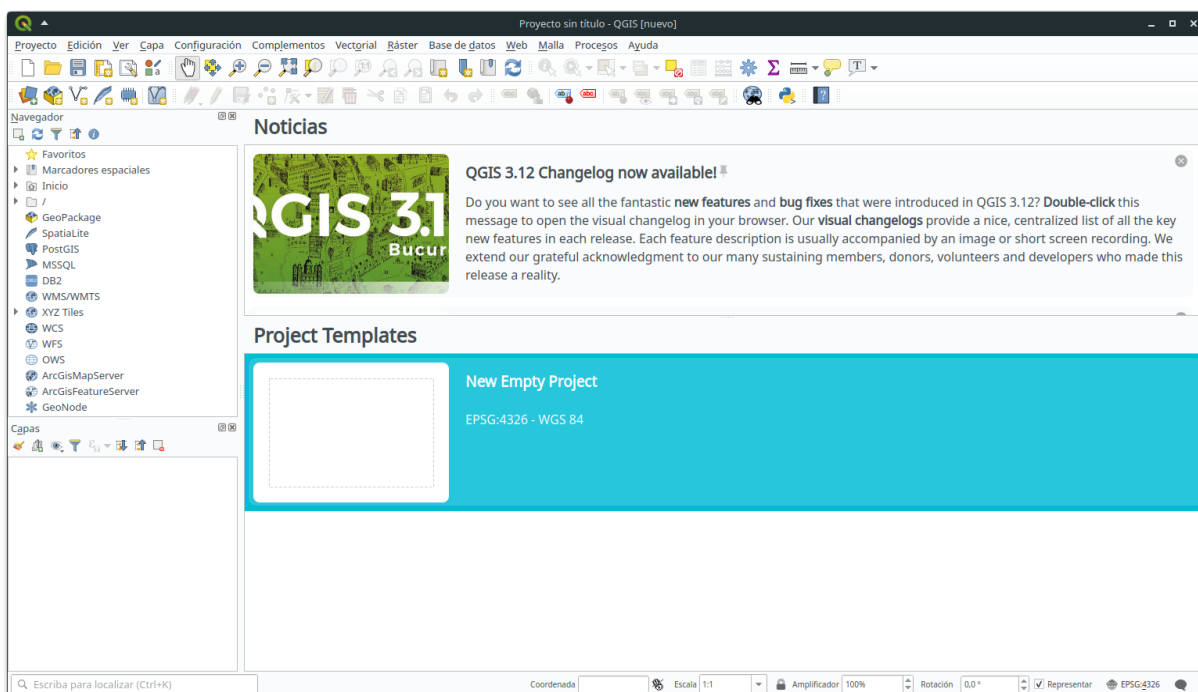 Proyecto sin título - QGIS [nuevo]
Proyecto Edición Ver Capa Configuración Complementos Vectorial Ráster Base de datos Web Malla Procesos Ayuda
Navegador
Favoritos
Marcadores espaciales
Inicio
/
GeoPackage
SpatiaLite
PostGIS
MSSQL
DB2
WMS/WMTS
XYZ Tiles
WCS
WFS
OWS
ArcGisMapServer
ArcGisFeatureServer
GeoNode
Capas
Noticias
QGIS 3.1
Bucur
QGIS 3.12 Changelog now available!
Do you want to see all the fantastic new features and bug fixes that were introduced in QGIS 3.12? Double-click this
message to open the visual changelog in your browser. Our visual changelogs provide a nice, centralized list of all the key
new features in each release. Each feature description is usually accompanied by an image or short screen recording. We
extend our grateful acknowledgment to our many sustaining members, donors, volunteers and developers who made this
release a reality.
Project Templates
New Empty Project
EPSG:4326 - WGS 84
Escriba para localizar (Ctrl+K)
Coordenada
Escala 1:1
Amplificador 100%
Rotación 0,0 °
Representar
EPSG:4326